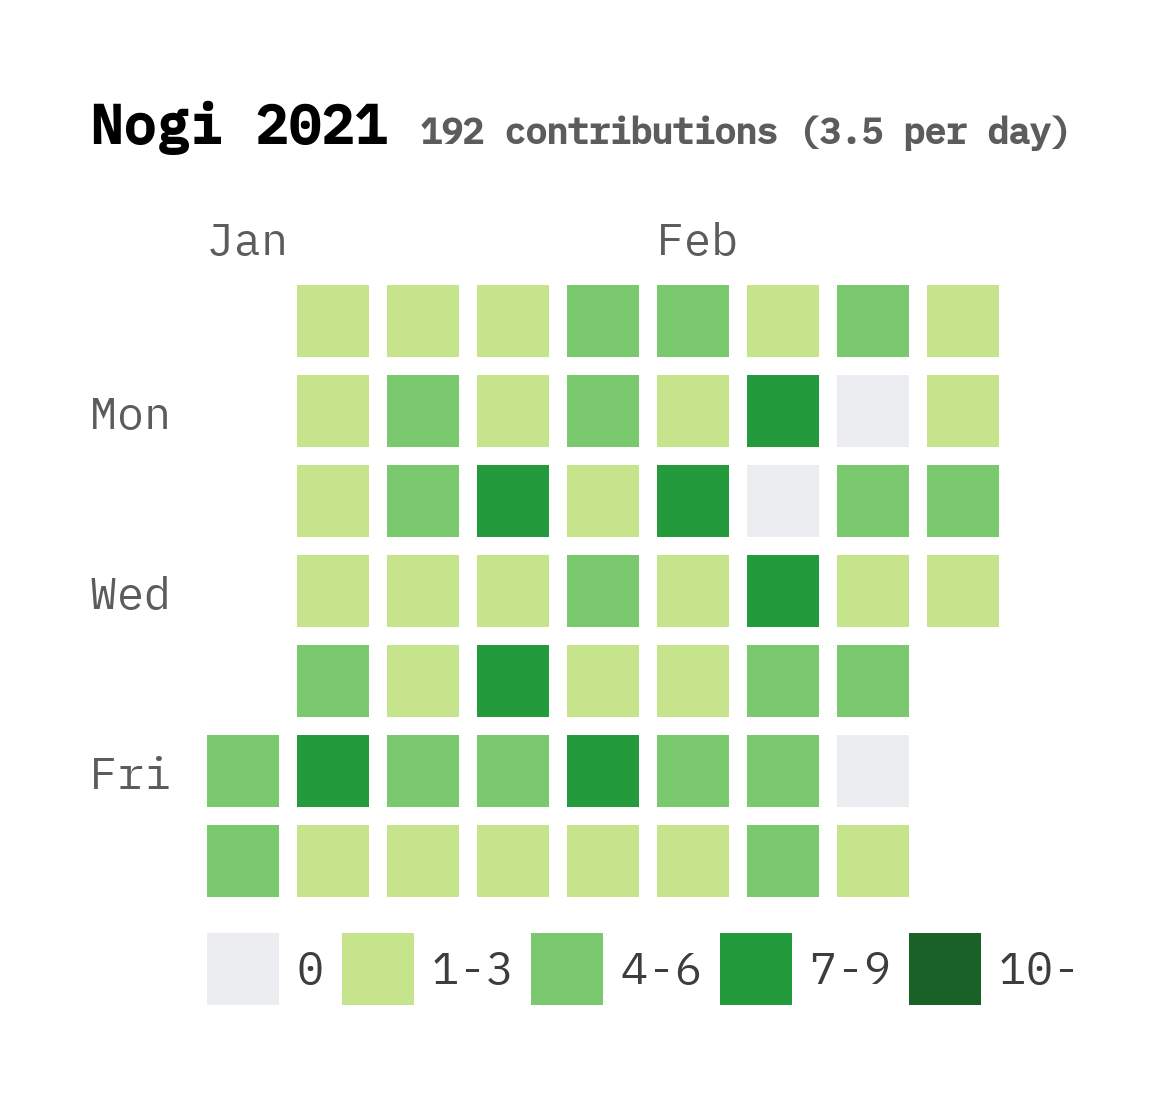 Nogi 2021 192 contributions (3.5 per day)
Jan Feb
Mon
Wed
Fri
0 1-3 4-6 7-9 10-